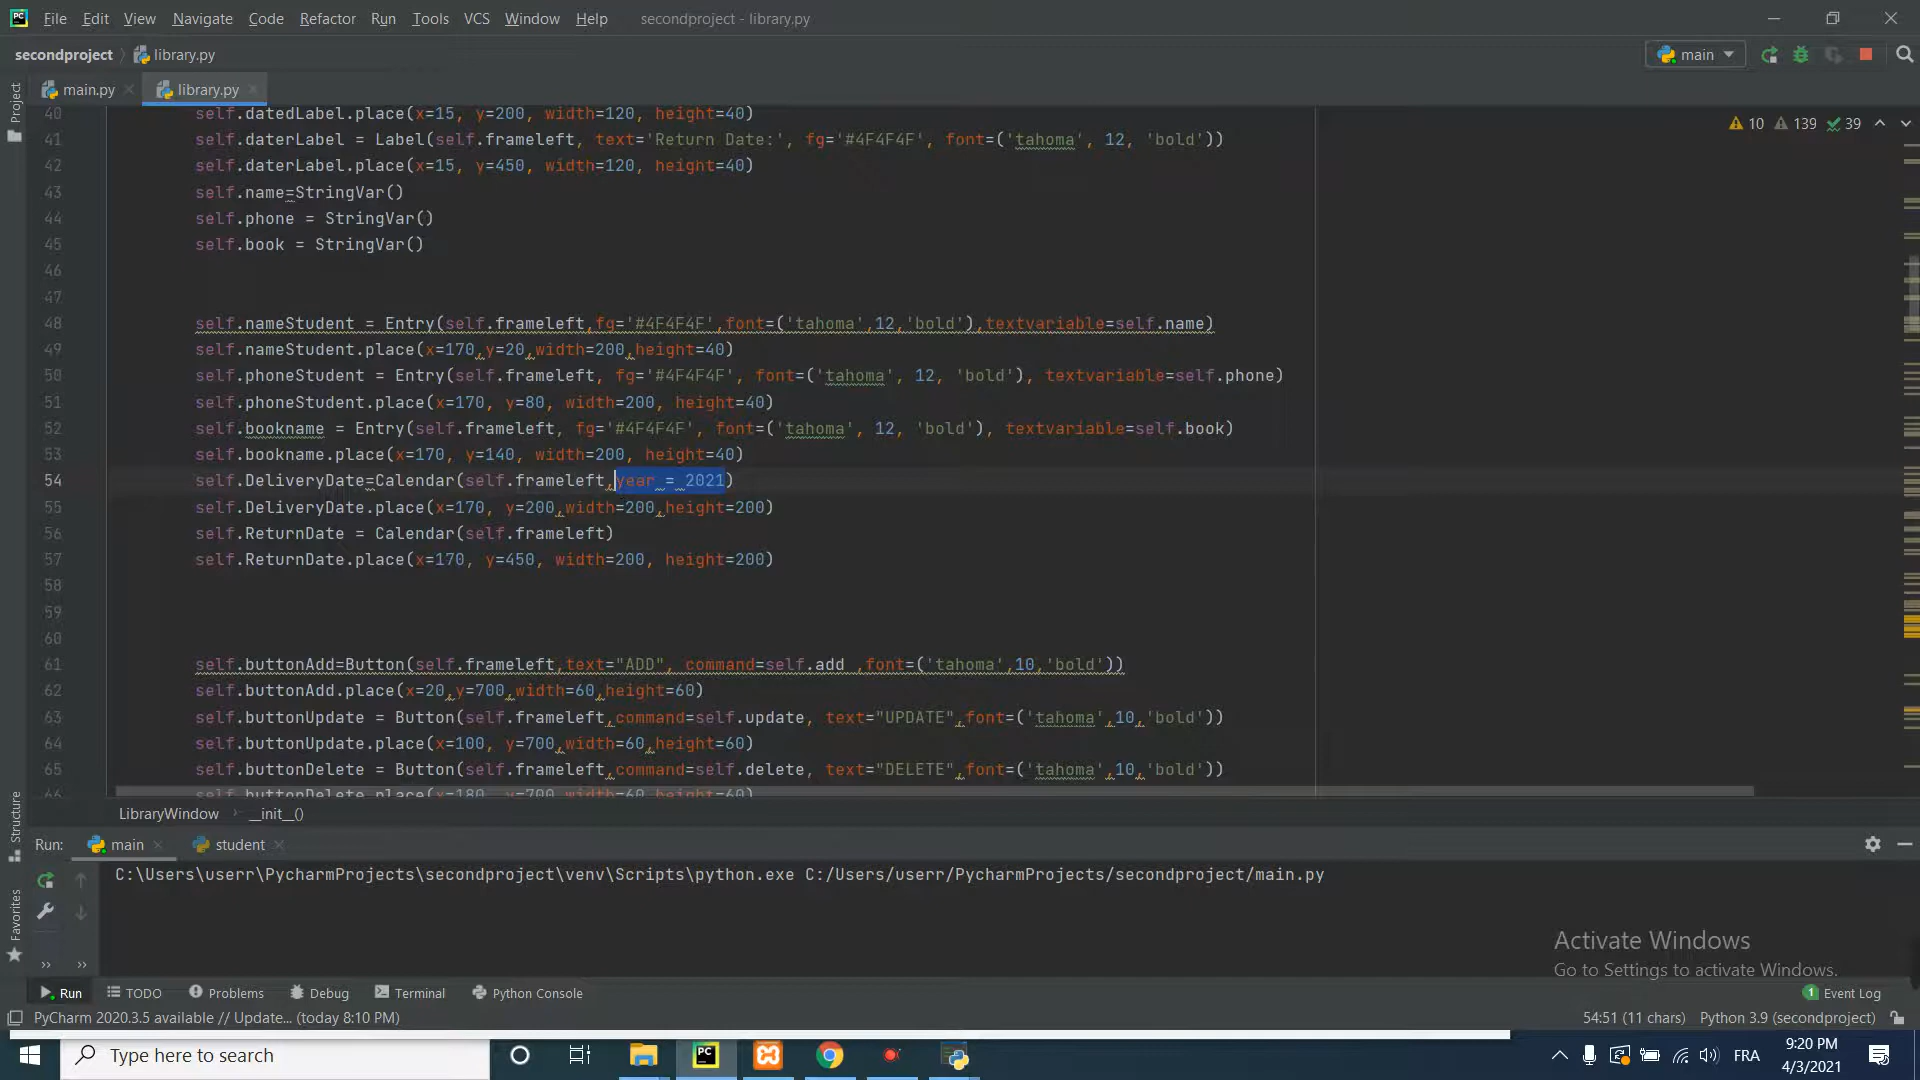 File Edit View Navigate Code Refactor Run Tools VCS Window Help secondproject - library.py
secondproject library.py main
main.py library.py
10 139 39
40 self.datedLabel.place(x=15, y=200, width=120, height=40)
41 self.daterLabel = Label(self.frameleft, text='Return Date:', fg='#4F4F4F', font=('tahoma', 12, 'bold'))
42 self.daterLabel.place(x=15, y=450, width=120, height=40)
43 self.name=StringVar()
44 self.phone = StringVar()
45 self.book = StringVar()
46
47
48 self.nameStudent = Entry(self.frameleft,fg='#4F4F4F',font=('tahoma',12,'bold'),textvariable=self.name)
49 self.nameStudent.place(x=170,y=20,width=200,height=40)
50 self.phoneStudent = Entry(self.frameleft, fg='#4F4F4F', font=('tahoma', 12, 'bold'), textvariable=self.phone)
51 self.phoneStudent.place(x=170, y=80, width=200, height=40)
52 self.bookname = Entry(self.frameleft, fg='#4F4F4F', font=('tahoma', 12, 'bold'), textvariable=self.book)
53 self.bookname.place(x=170, y=140, width=200, height=40)
54 self.DeliveryDate=Calendar(self.frameleft,year = 2021)
55 self.DeliveryDate.place(x=170, y=200,width=200,height=200)
56 self.ReturnDate = Calendar(self.frameleft)
57 self.ReturnDate.place(x=170, y=450, width=200, height=200)
58
59
60
61 self.buttonAdd=Button(self.frameleft,text="ADD", command=self.add ,font=('tahoma',10,'bold'))
62 self.buttonAdd.place(x=20,y=700,width=60,height=60)
63 self.buttonUpdate = Button(self.frameleft,command=self.update, text="UPDATE",font=('tahoma',10,'bold'))
64 self.buttonUpdate.place(x=100, y=700,width=60,height=60)
65 self.buttonDelete = Button(self.frameleft,command=self.delete, text="DELETE",font=('tahoma',10,'bold'))
66 self.buttonDelete.place(x=180, y=700,width=60,height=60)
Project
Structure
Favorites
LibraryWindow __init__()
Run: main student
C:\Users\userr\PycharmProjects\secondproject\venv\Scripts\python.exe C:/Users/userr/PycharmProjects/secondproject/main.py
Activate Windows
Go to Settings to activate Windows.
Run TODO Problems Debug Terminal Python Console 1 Event Log
PyCharm 2020.3.5 available // Update... (today 8:10 PM) 54:51 (11 chars) Python 3.9 (secondproject)
Type here to search PC FRA 9:20 PM
4/3/2021